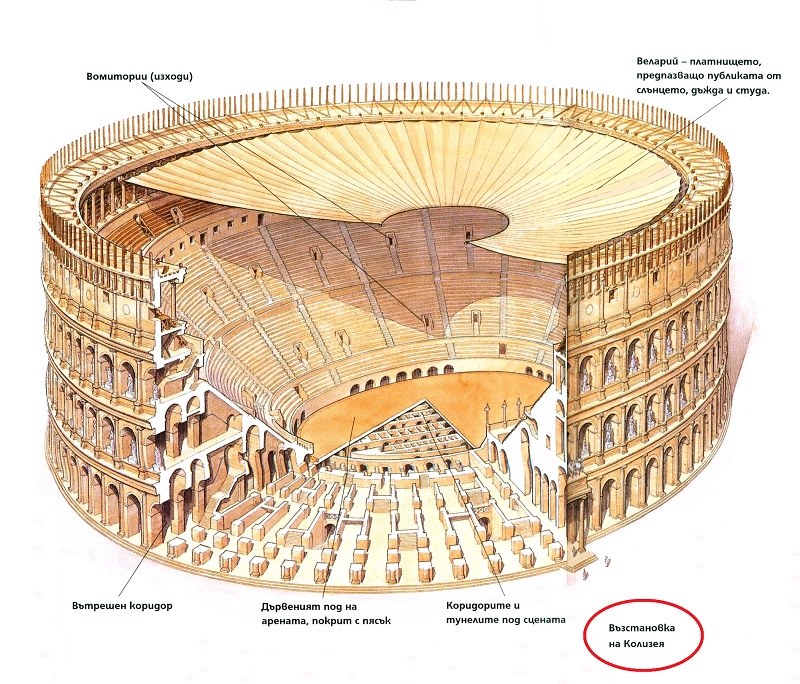 Вомитории (изходи)
Веларий – платнището,
предпазващо публиката от
слънцето, дъжда и студа.
Вътрешен коридор
Дървеният под на
арената, покрит с пясък
Коридорите и
тунелите под сцената
Възстановка
на Колизея